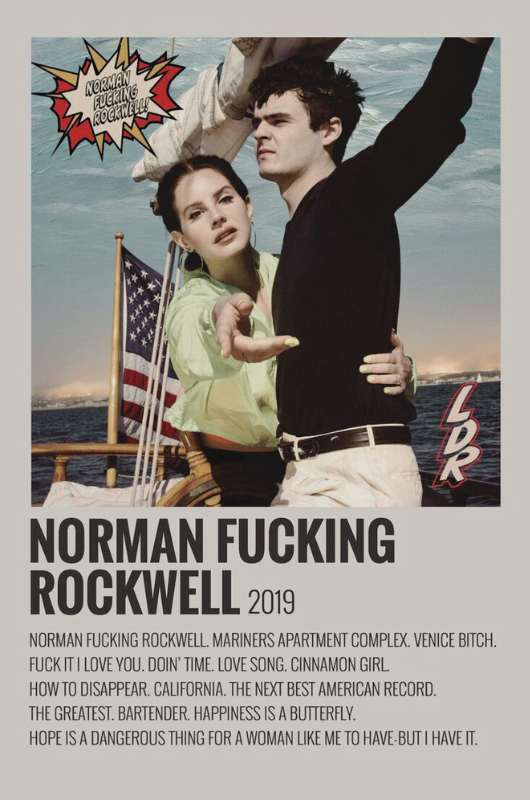 NORMAN
FUCKING
ROCKWELL!
LDR
NORMAN FUCKING
ROCKWELL 2019
NORMAN FUCKING ROCKWELL. MARINERS APARTMENT COMPLEX. VENICE BITCH.
FUCK IT I LOVE YOU. DOIN' TIME. LOVE SONG. CINNAMON GIRL.
HOW TO DISAPPEAR. CALIFORNIA. THE NEXT BEST AMERICAN RECORD.
THE GREATEST. BARTENDER. HAPPINESS IS A BUTTERFLY.
HOPE IS A DANGEROUS THING FOR A WOMAN LIKE ME TO HAVE-BUT I HAVE IT.